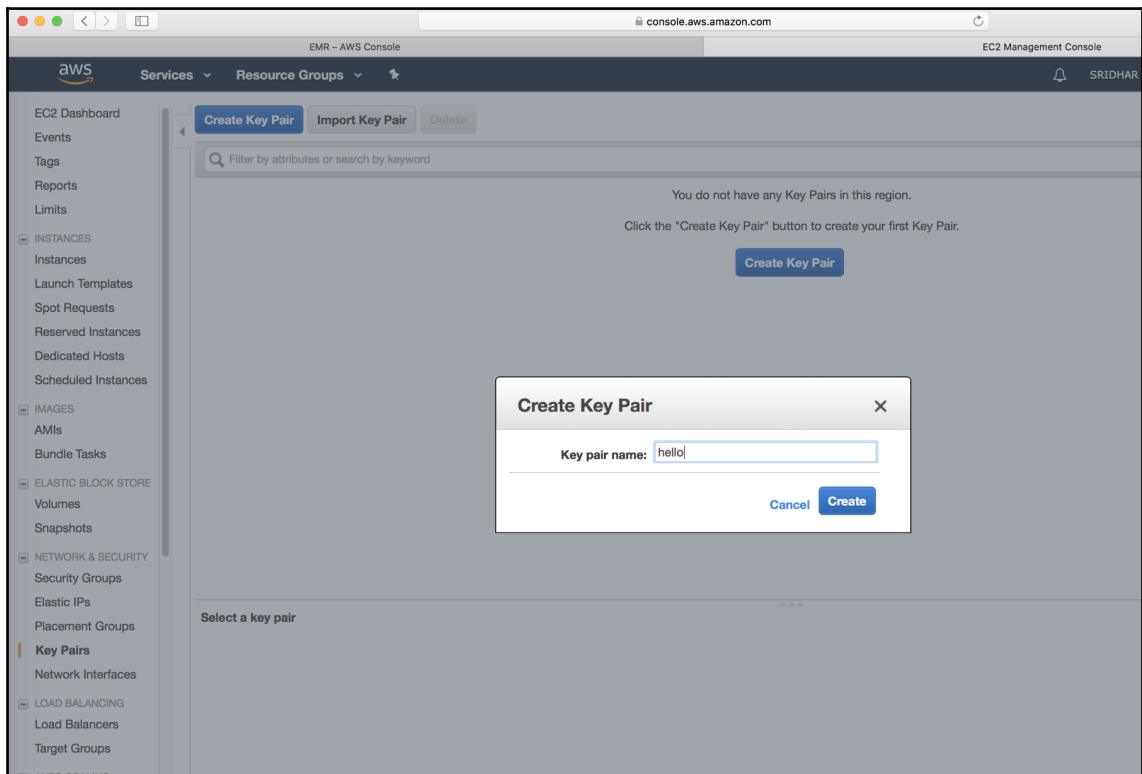 console.aws.amazon.com
EMR – AWS Console
EC2 Management Console
aws
Services
Resource Groups
SRIDHAR
EC2 Dashboard
Events
Tags
Reports
Limits
INSTANCES
Instances
Launch Templates
Spot Requests
Reserved Instances
Dedicated Hosts
Scheduled Instances
IMAGES
AMIs
Bundle Tasks
ELASTIC BLOCK STORE
Volumes
Snapshots
NETWORK & SECURITY
Security Groups
Elastic IPs
Placement Groups
Key Pairs
Network Interfaces
LOAD BALANCING
Load Balancers
Target Groups
Create Key Pair
Import Key Pair
Delete
Filter by attributes or search by keyword
You do not have any Key Pairs in this region.
Click the "Create Key Pair" button to create your first Key Pair.
Create Key Pair
Create Key Pair
Key pair name: hello
Cancel
Create
Select a key pair